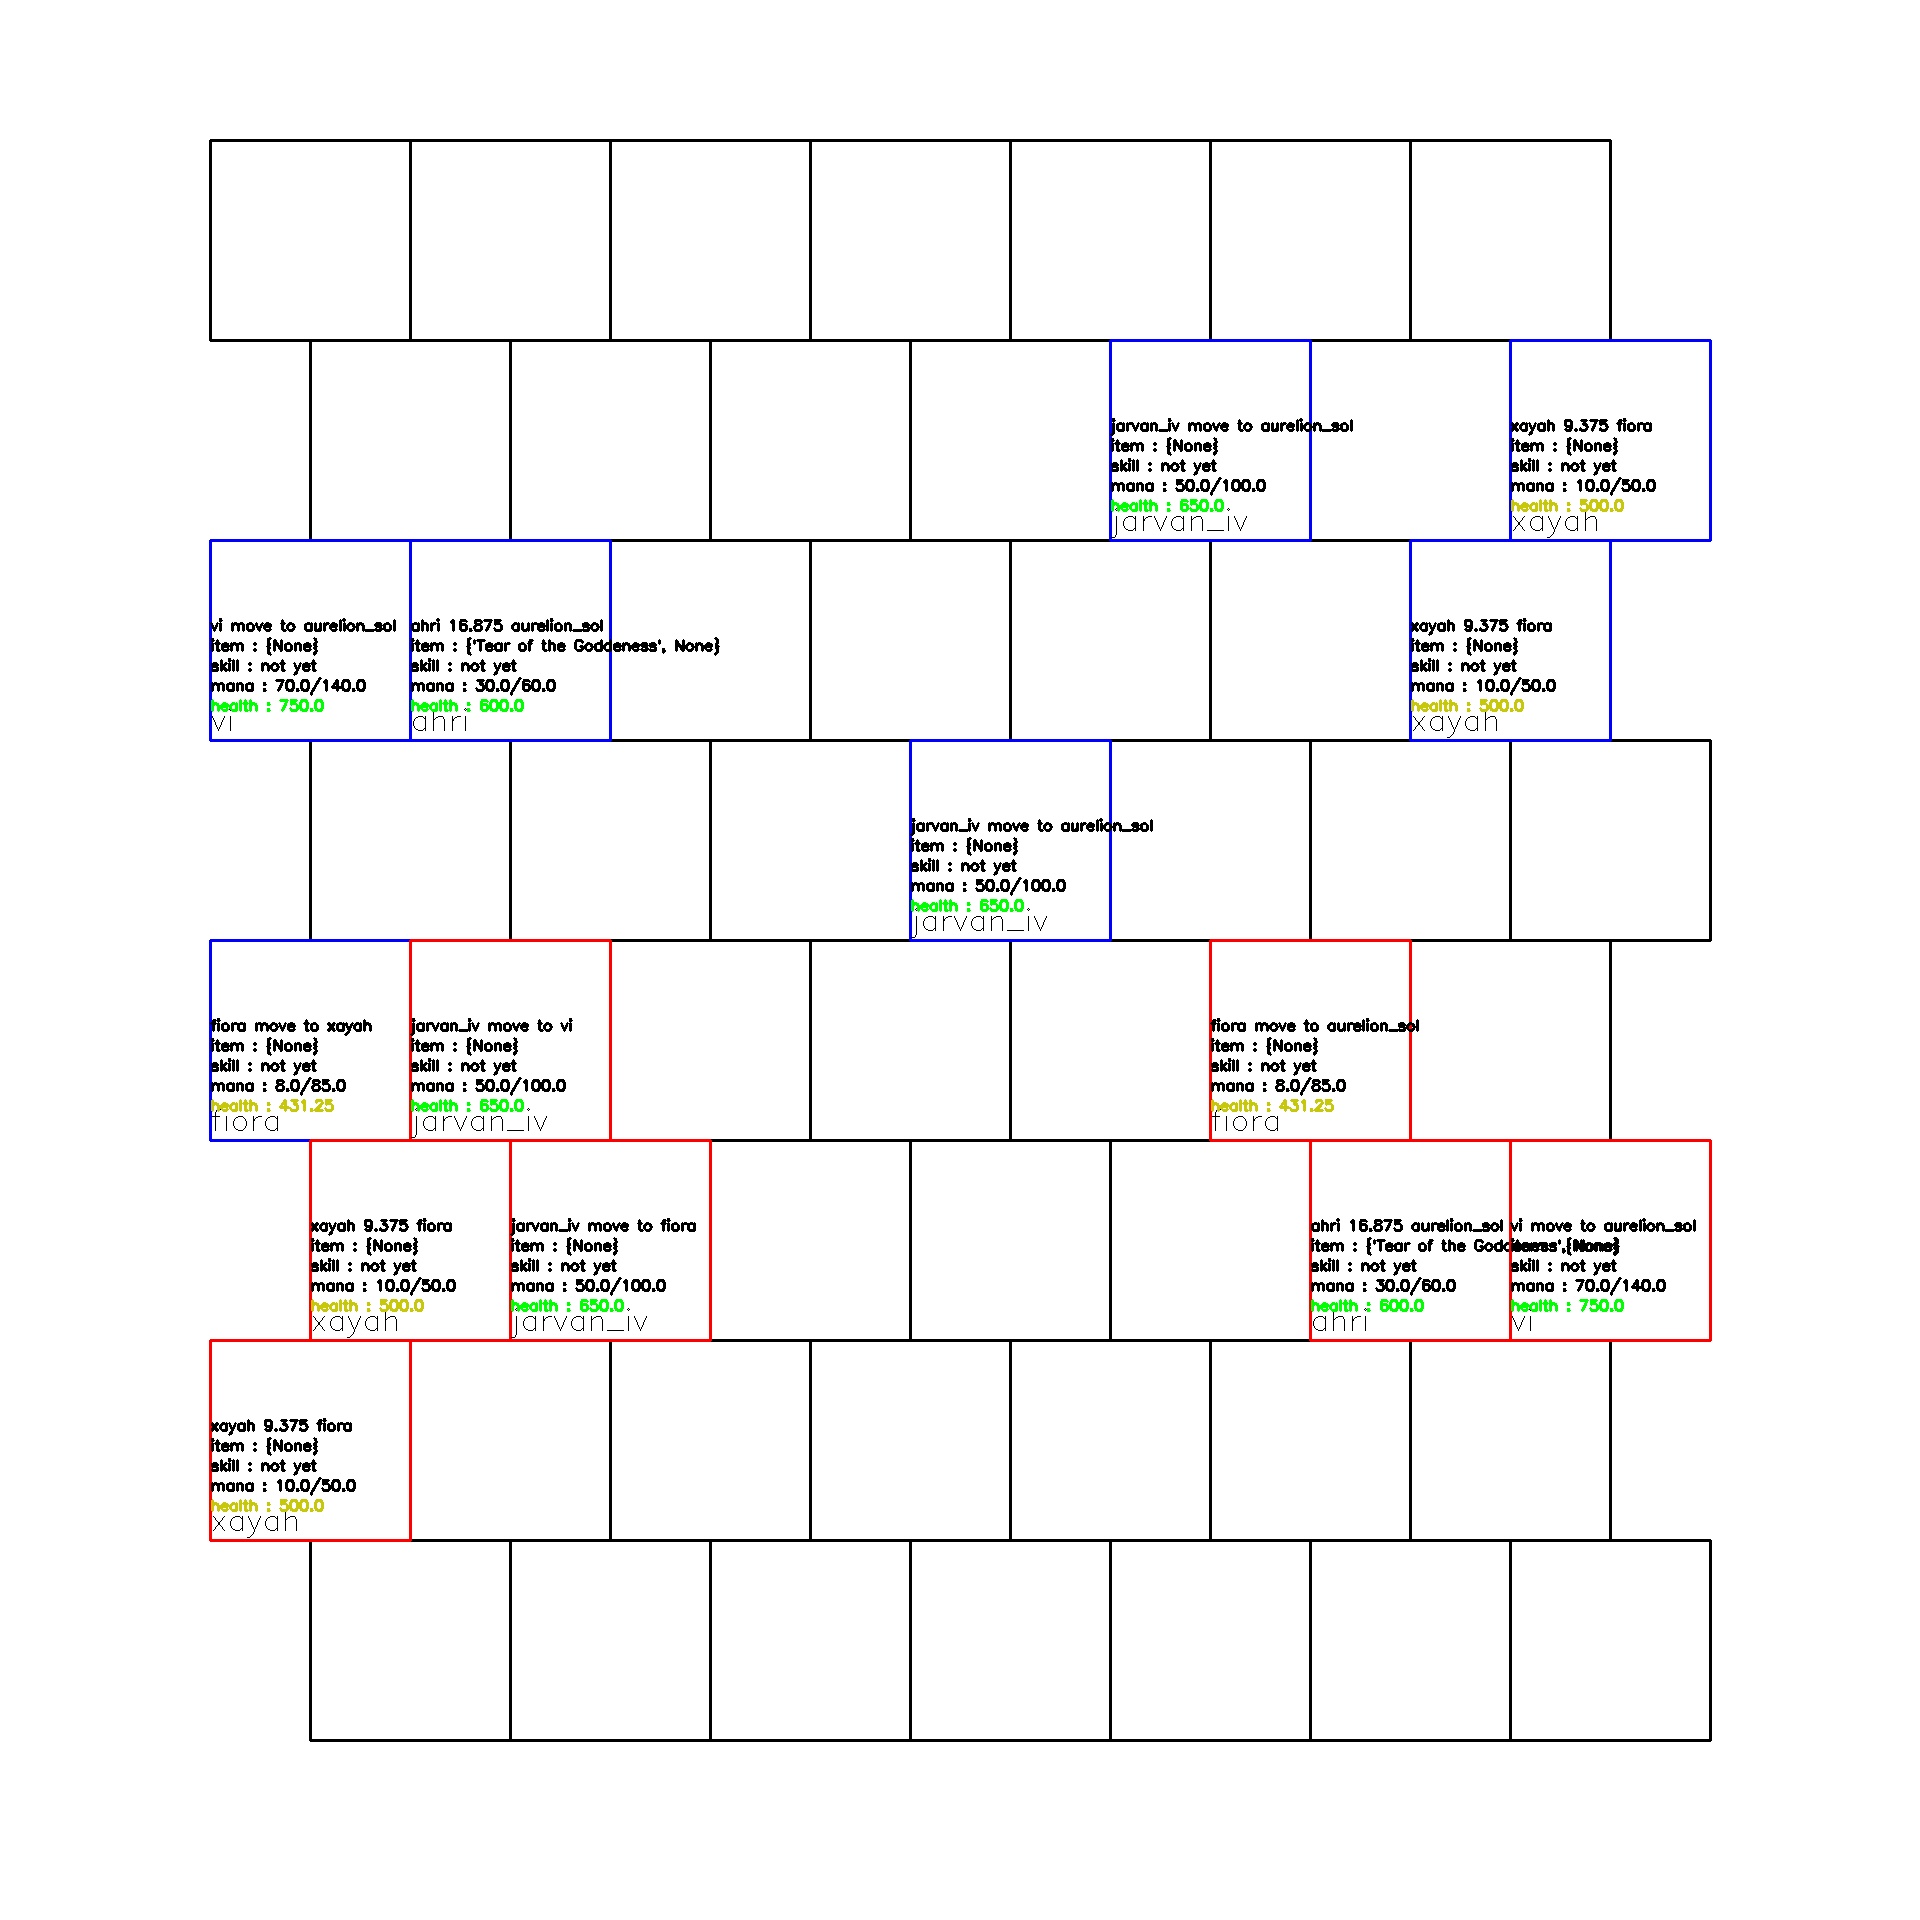 jarvan_iv move to aurelion_sol
item : {None}
skill : not yet
mana : 50.0/100.0
health : 650.0
jarvan_iv
xayah 9.375 fiora
item : {None}
skill : not yet
mana : 10.0/50.0
health : 500.0
xayah
vi move to aurelion_sol
item : {None}
skill : not yet
mana : 70.0/140.0
health : 750.0
vi
ahri 16.875 aurelion_sol
item : {'Tear of the Goddeness', None}
skill : not yet
mana : 30.0/60.0
health : 600.0
ahri
xayah 9.375 fiora
item : {None}
skill : not yet
mana : 10.0/50.0
health : 500.0
xayah
jarvan_iv move to aurelion_sol
item : {None}
skill : not yet
mana : 50.0/100.0
health : 650.0
jarvan_iv
fiora move to xayah
item : {None}
skill : not yet
mana : 8.0/85.0
health : 431.25
fiora
jarvan_iv move to vi
item : {None}
skill : not yet
mana : 50.0/100.0
health : 650.0
jarvan_iv
fiora move to aurelion_sol
item : {None}
skill : not yet
mana : 8.0/85.0
health : 431.25
fiora
xayah 9.375 fiora
item : {None}
skill : not yet
mana : 10.0/50.0
health : 500.0
xayah
jarvan_iv move to fiora
item : {None}
skill : not yet
mana : 50.0/100.0
health : 650.0
jarvan_iv
ahri 16.875 aurelion_sol
item : {'Tear of the
skill : not yet
mana : 30.0/60.0
health : 600.0
ahri
vi move to aurelion_sol
{None}
skill : not yet
mana : 70.0/140.0
health : 750.0
vi
xayah 9.375 fiora
item : {None}
skill : not yet
mana : 10.0/50.0
health : 500.0
xayah